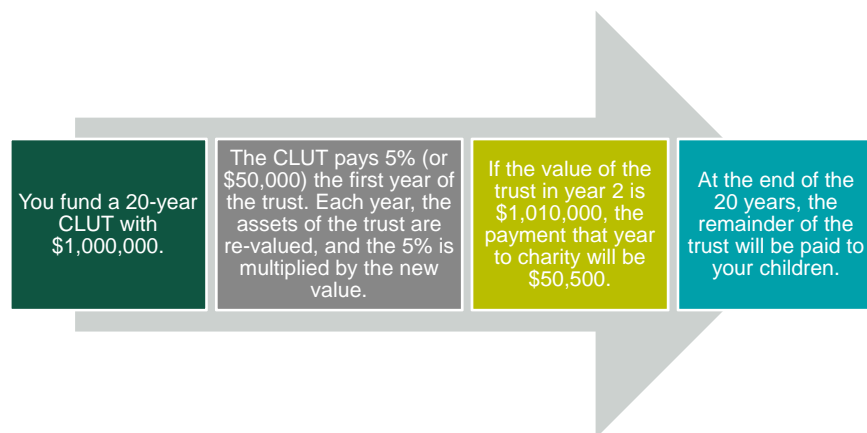 You fund a 20-year
CLUT with
$1,000,000.
The CLUT pays 5% (or
$50,000) the first year of
the trust. Each year, the
assets of the trust are
re-valued, and the 5% is
multiplied by the new
value.
If the value of the
trust in year 2 is
$1,010,000, the
payment that year
to charity will be
$50,500.
At the end of the
20 years, the
remainder of the
trust will be paid to
your children.